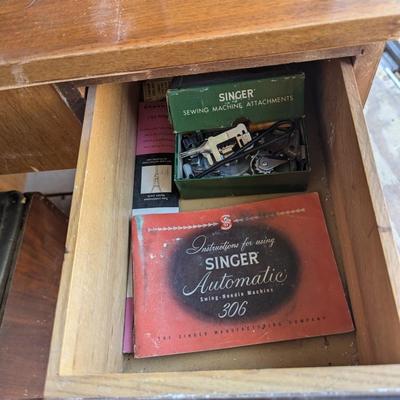 SINGER
SEWING MACHINE ATTACHMENTS
Instructions for using
SINGER
Automatic
Swing-Needle Machine
306
THE SINGER MANUFACTURING COMPANY